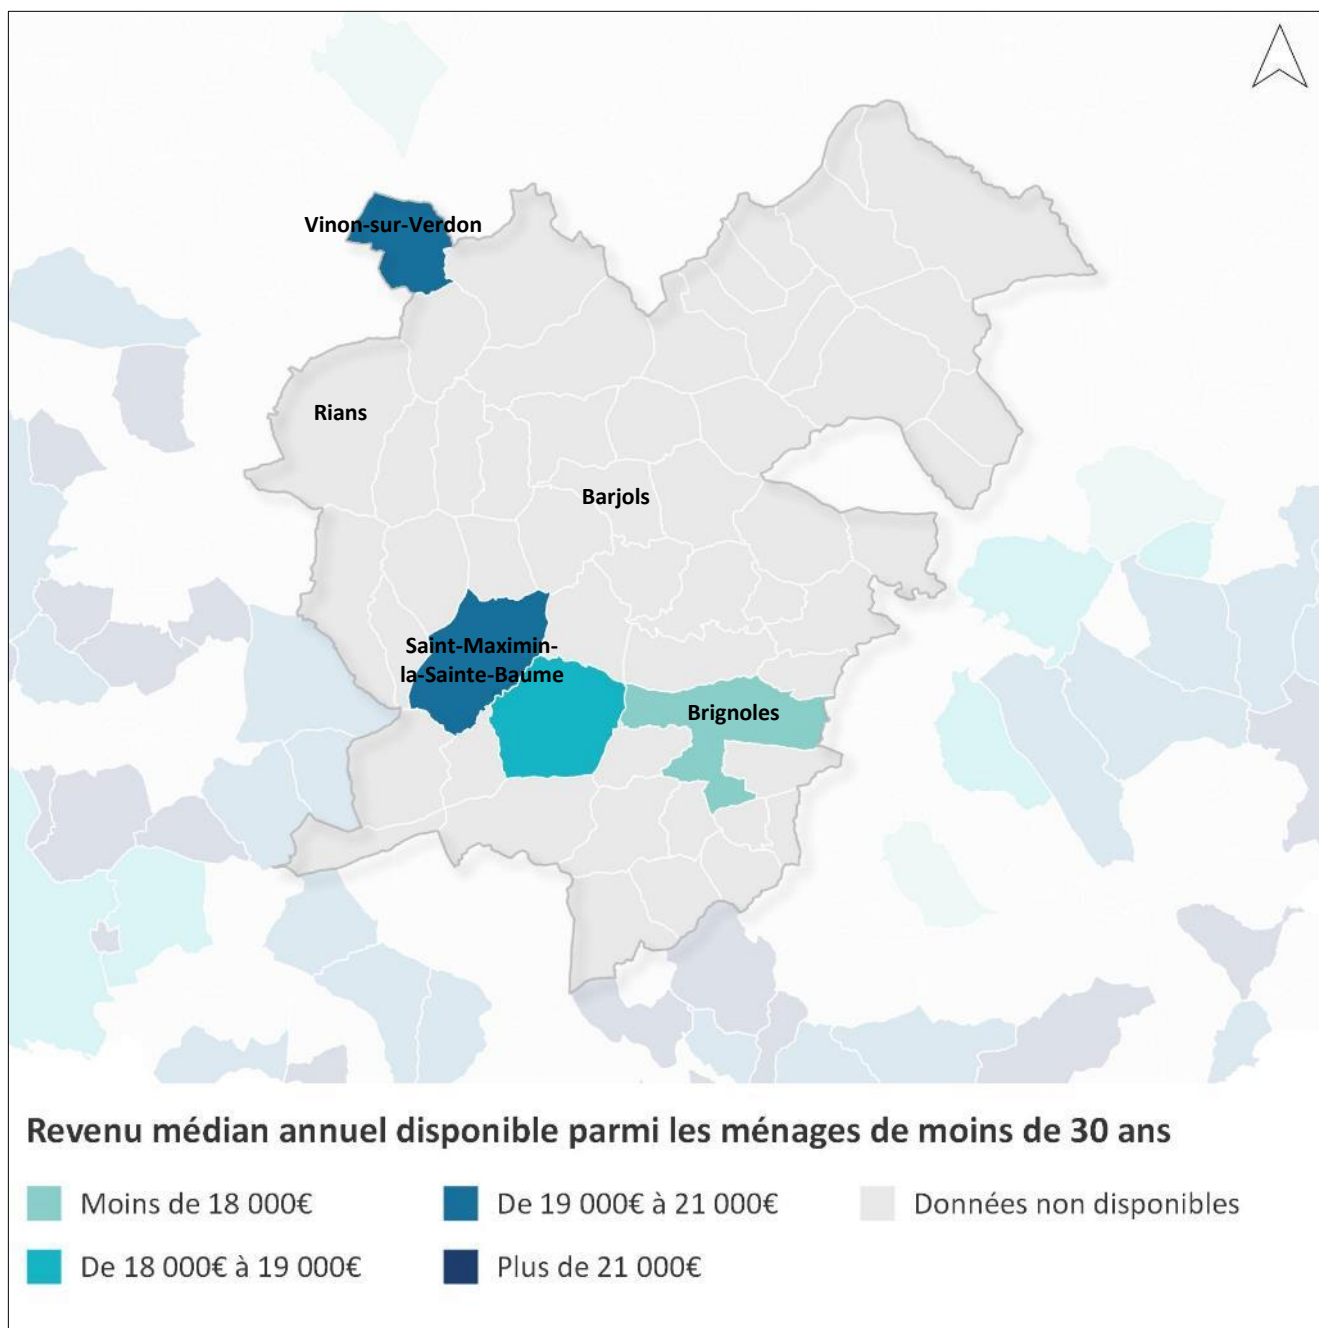 Vinon-sur-Verdon
Rians
Barjols
Saint-Maximin-
la-Sainte-Baume
Brignoles
Revenu médian annuel disponible parmi les ménages de moins de 30 ans
Moins de 18 000€
De 19 000€ à 21 000€
Données non disponibles
De 18 000€ à 19 000€
Plus de 21 000€